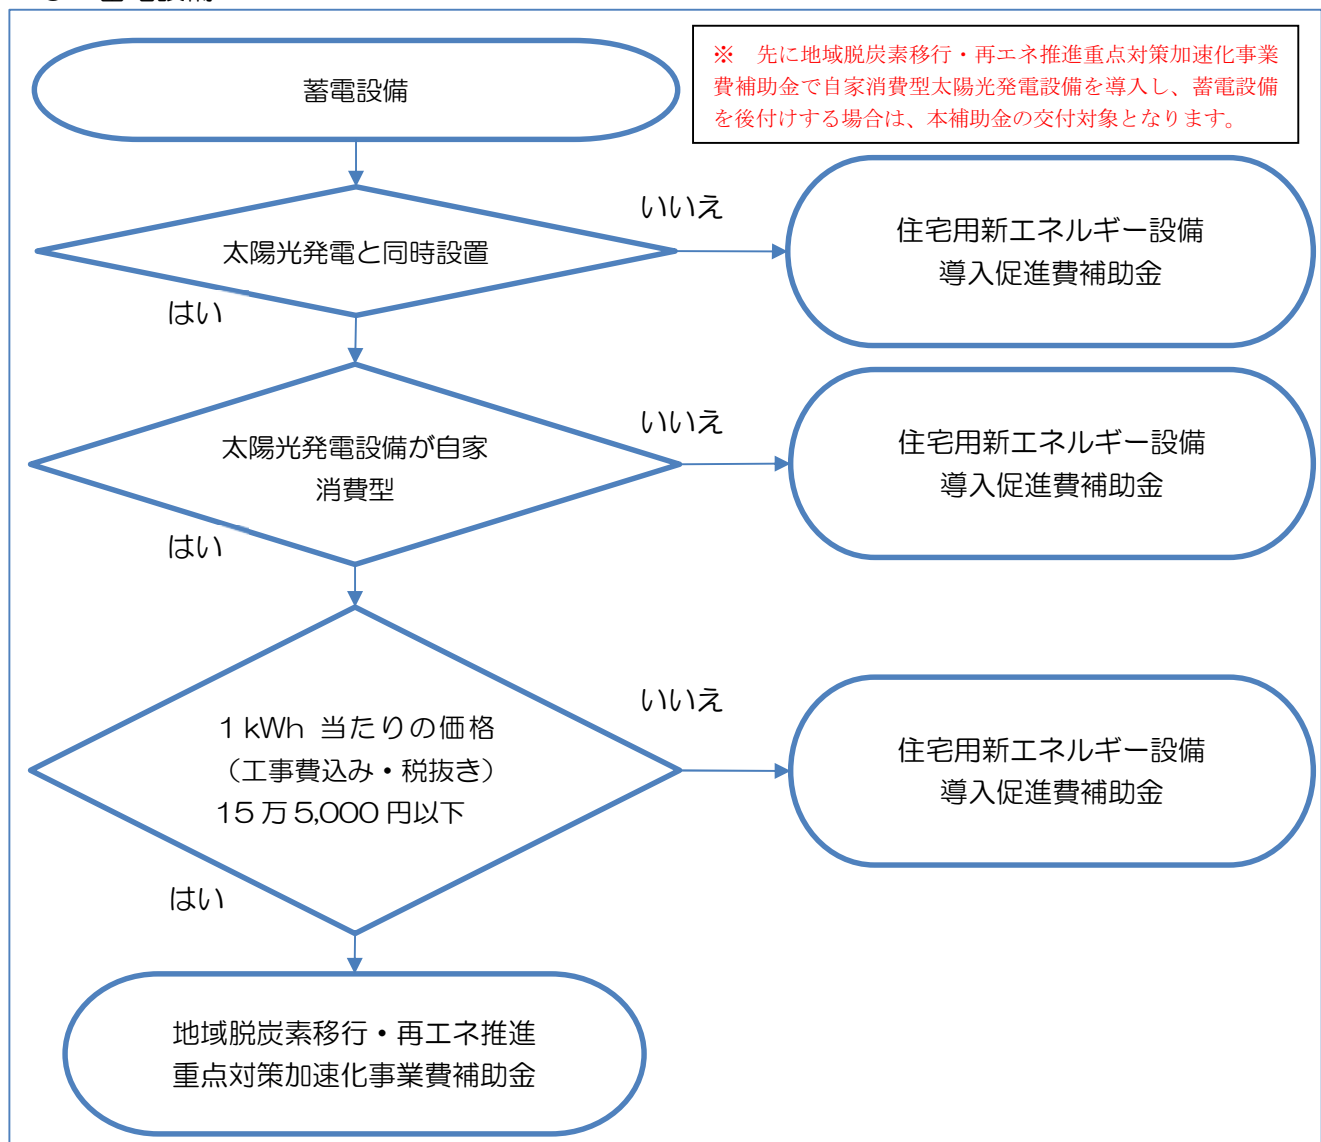 蓄電設備
※　先に地域脱炭素移行・再エネ推進重点対策加速化事業
費補助金で自家消費型太陽光発電設備を導入し、蓄電設備
を後付けする場合は、本補助金の交付対象となります。
太陽光発電と同時設置
いいえ
住宅用新エネルギー設備
導入促進費補助金
はい
太陽光発電設備が自家
消費型
いいえ
住宅用新エネルギー設備
導入促進費補助金
はい
1 kWh 当たりの価格
（工事費込み・税抜き）
15 万 5,000 円以下
いいえ
住宅用新エネルギー設備
導入促進費補助金
はい
地域脱炭素移行・再エネ推進
重点対策加速化事業費補助金